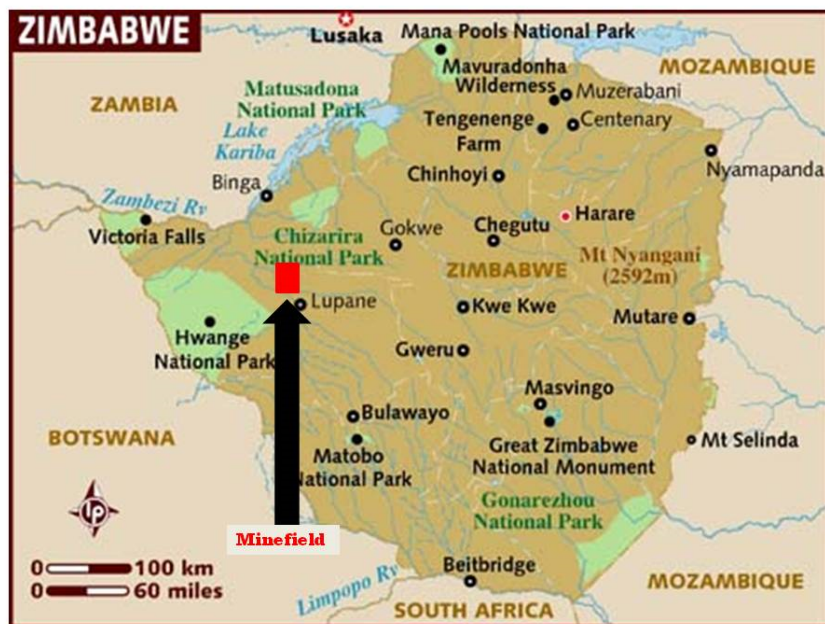 ZIMBABWE
Lusaka
Mana Pools National Park
MOZAMBIQUE
Mavuradonha
Wilderness
Muzerabani
ZAMBIA
Matusadona
National Park
Tengenenge
Farm
Centenary
Lake
Kariba
Chinhoyi
Nyamapanda
Binga
Zambezi Rv
Harare
Victoria Falls
Gokwe
Chegutu
Chizarira
National Park
ZIMBABWE
Mt Nyangani
(2592m)
Lupane
Kwe Kwe
Mutare
Hwange
National Park
Gweru
Masvingo
Bulawayo
BOTSWANA
Matobo
National Park
Great Zimbabwe
National Monument
Mt Selinda
Gonarezhou
National Park
lp
Minefield
0 100 km
0 60 miles
Beitbridge
Limpopo Rv
MOZAMBIQUE
SOUTH AFRICA